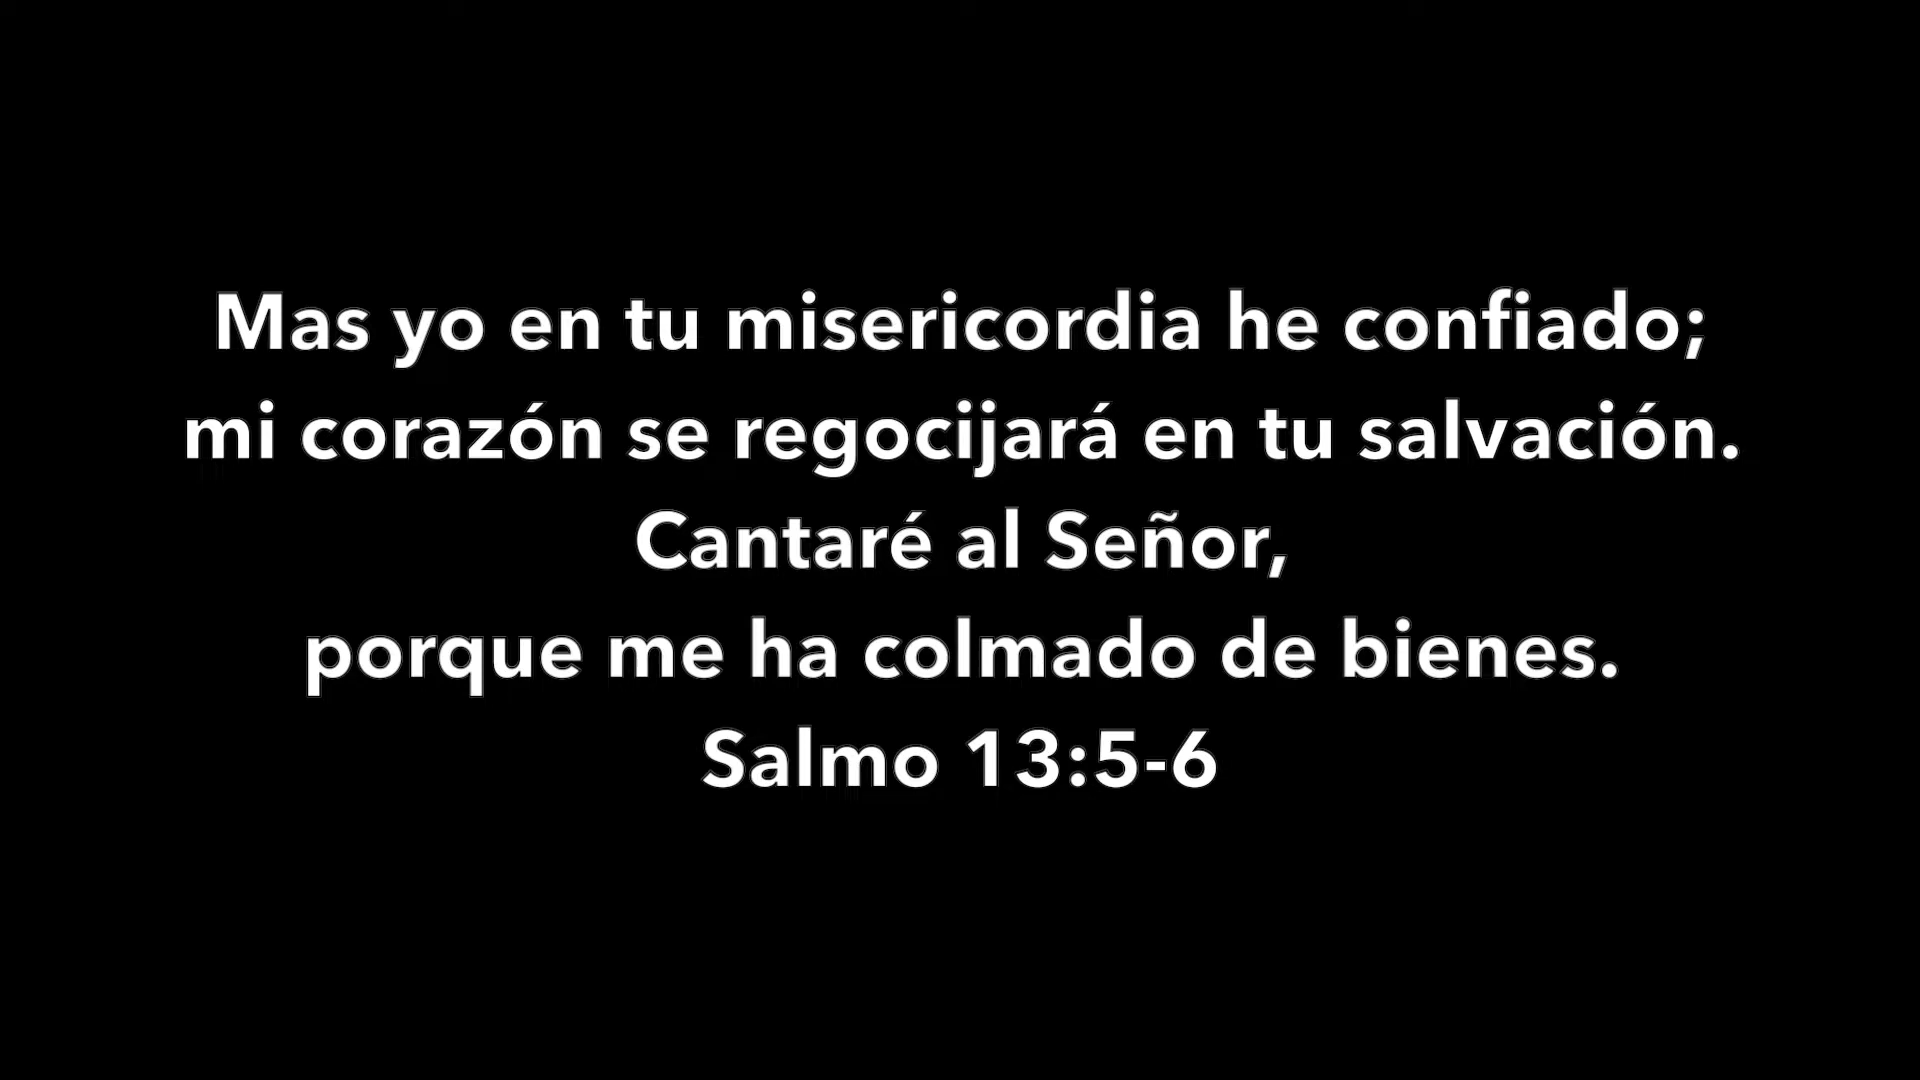 Mas yo en tu misericordia he confiado;
mi corazón se regocijará en tu salvación.
Cantaré al Señor,
porque me ha colmado de bienes.
Salmo 13:5-6